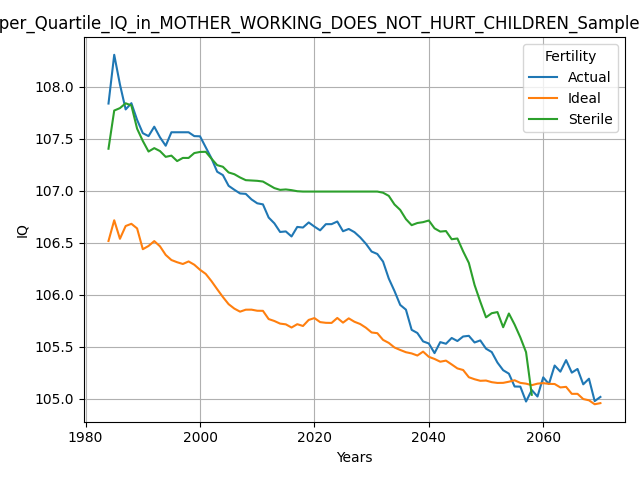 per_Quartile_IQ_in_MOTHER_WORKING_DOES_NOT_HURT_CHILDREN_Sample
Fertility
Actual
Ideal
Sterile
IQ
108.0
107.5
107.0
106.5
106.0
105.5
105.0
1980
2000
2020
2040
2060
Years